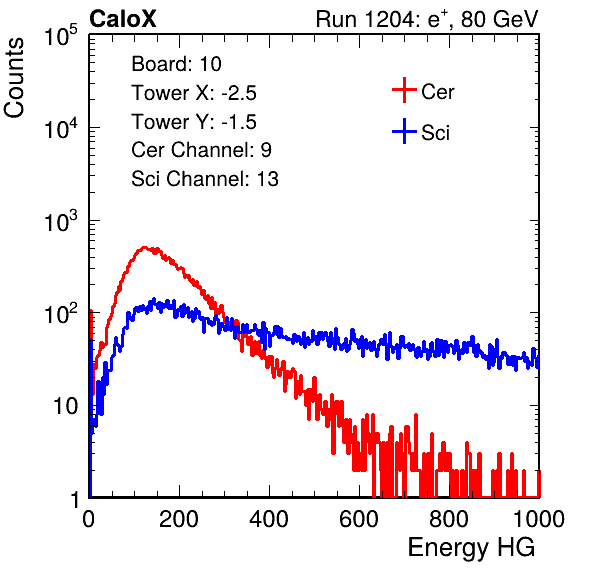 CaloX Run 1204: e⁺, 80 GeV
Counts
10⁵
10⁴
10³
10²
10
1
Board: 10
Tower X: -2.5
Tower Y: -1.5
Cer Channel: 9
Sci Channel: 13
Cer
Sci
0 200 400 600 800 1000
Energy HG